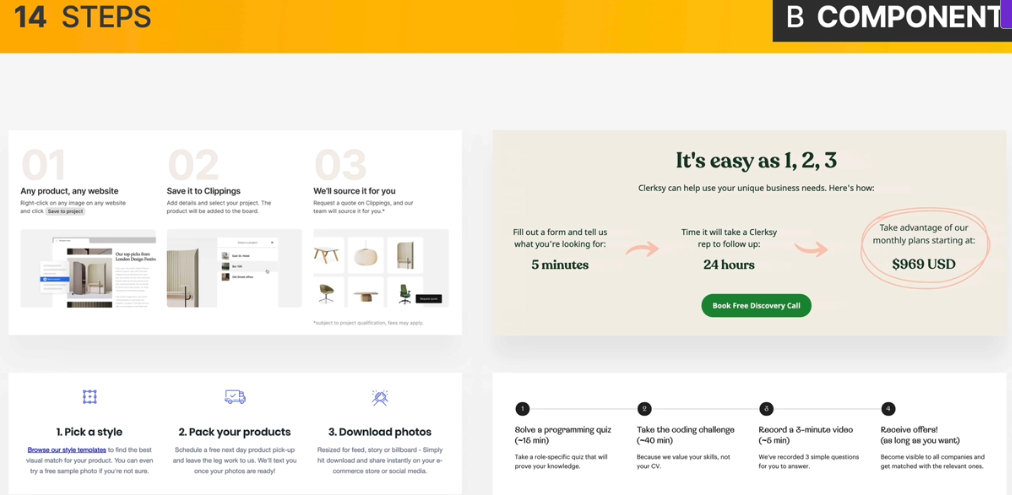 14 STEPS
B COMPONENT
01
Any product, any website
Right-click on any image on any website
and click Save to project
Our top picks from
London Design Festiv
02
Save it to Clippings
Add details and select your project. The
product will be added to the board.
03
We'll source it for you
Request a quote on Clippings, and our
team will source it for you.*
*subject to project qualification, fees may apply.
It's easy as 1, 2, 3
Clerksy can help use your unique business needs. Here's how:
Fill out a form and tell us
what you're looking for:
5 minutes
Time it will take a Clerksy
rep to follow up:
24 hours
Take advantage of our
monthly plans starting at:
$969 USD
Book Free Discovery Call
1. Pick a style
Browse our style templates to find the best
visual match for your product. You can even
try a free sample photo if you're not sure.
2. Pack your products
Schedule a free next day product pick-up
and leave the leg work to us. We'll text you
once your photos are ready!
3. Download photos
Resized for feed, story or billboard - Simply
hit download and share instantly on your e-
commerce store or social media.
1
Solve a programming quiz
(~15 min)
Take a role-specific quiz that will
prove your knowledge.
2
Take the coding challenge
(~40 min)
Because we value your skills, not
your CV.
3
Record a 3-minute video
(~5 min)
We've recorded 3 simple questions
for you to answer.
4
Receive offers!
(as long as you want)
Become visible to all companies and
get matched with the relevant ones.